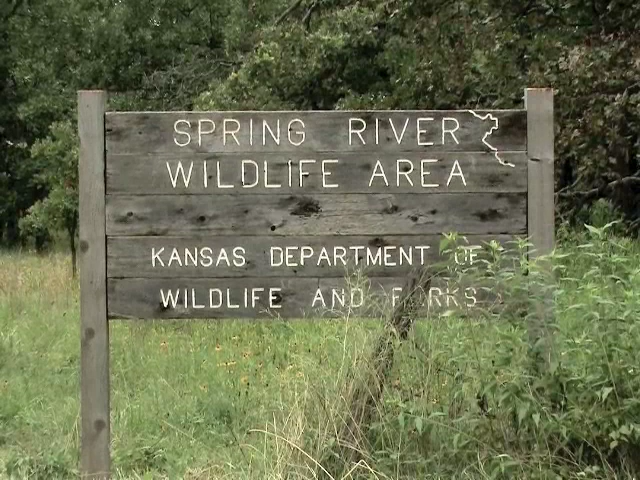 SPRING RIVER
WILDLIFE AREA
KANSAS DEPARTMENT OF
WILDLIFE AND PARKS